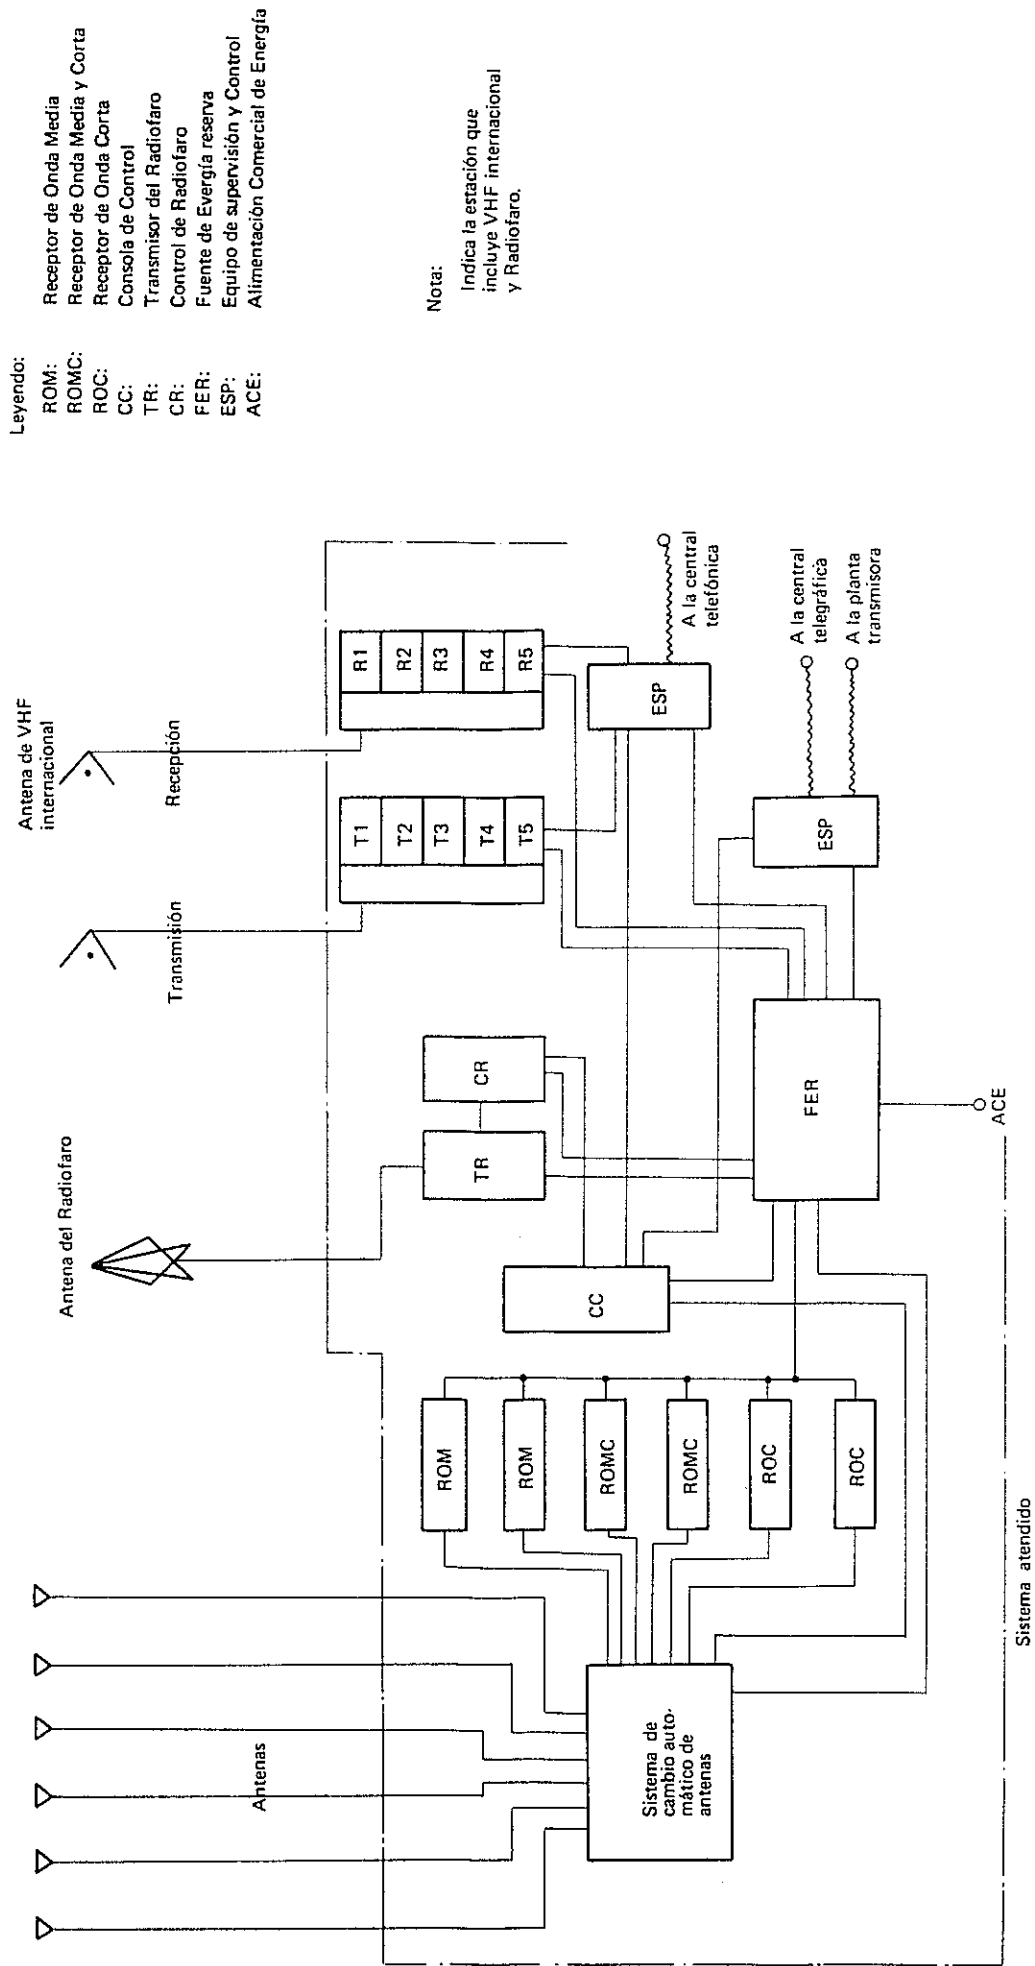 Antenas
Antena del Radiofaro
Antena de VHF
internacional
Transmisión
Recepción
Sistema de
cambio auto-
mático de
antenas
ROM
ROM
ROMC
ROMC
ROC
ROC
CC
TR
CR
T1
T2
T3
T4
T5
R1
R2
R3
R4
R5
ESP
A la central
telefónica
FER
ACE
ESP
A la central
telegráfica
A la planta
transmisora
Sistema atendido
Leyendo:
ROM: Receptor de Onda Media
ROMC: Receptor de Onda Media y Corta
ROC: Receptor de Onda Corta
CC: Consola de Control
TR: Transmisor del Radiofaro
CR: Control de Radiofaro
FER: Fuente de Evergía reserva
ESP: Equipo de supervisión y Control
ACE: Alimentación Comercial de Energía
Nota:
Indica la estación que
incluye VHF internacional
y Radiofaro.